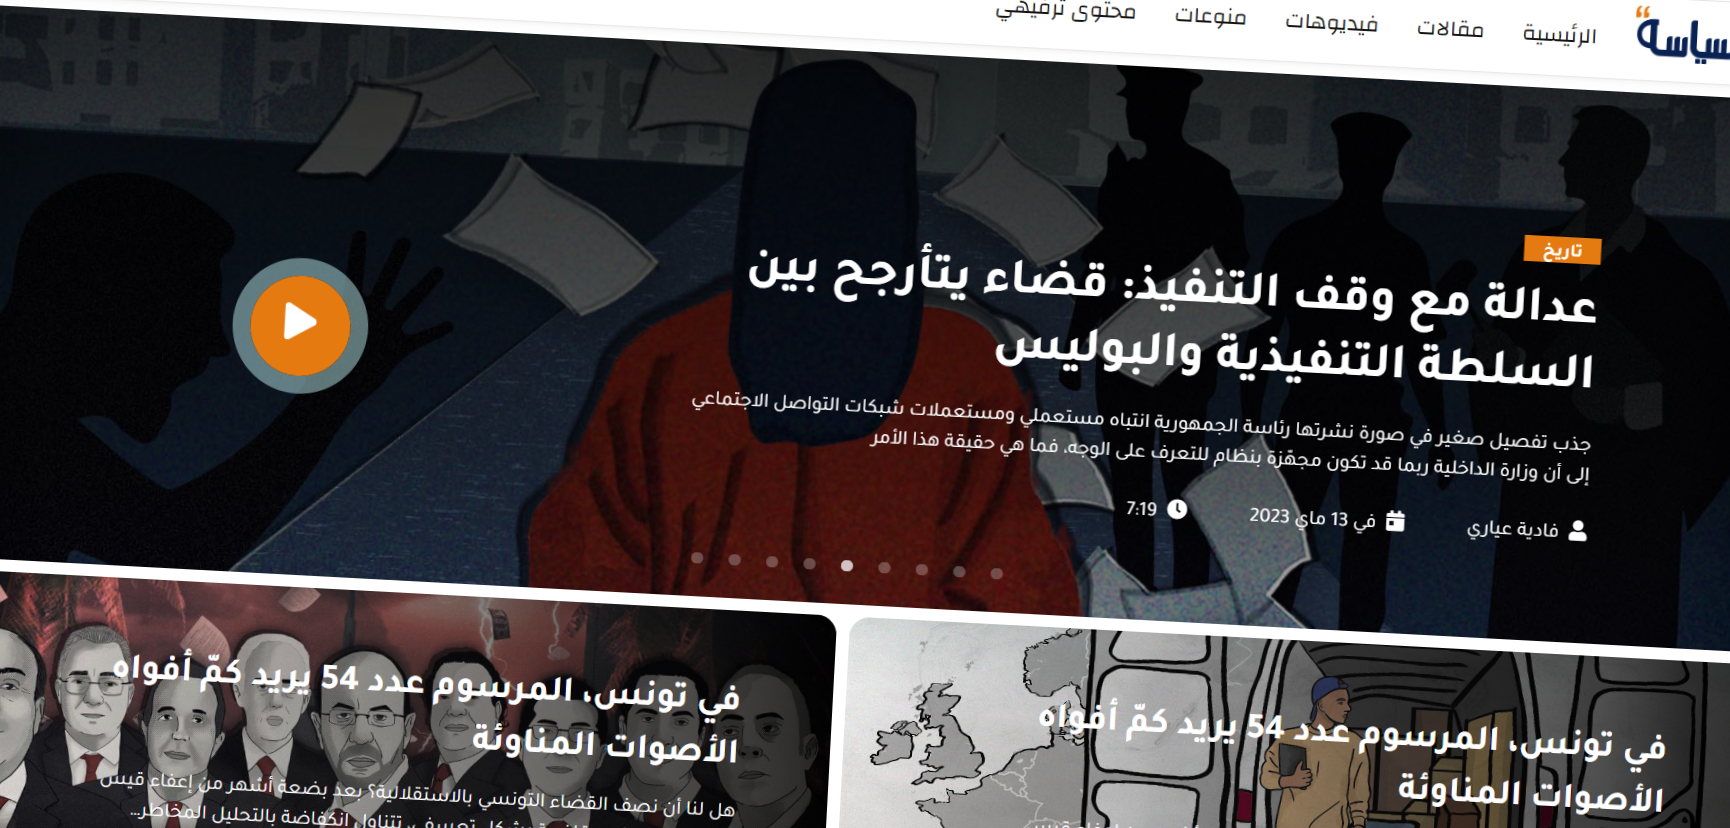 الرئيسية مقالات فيديوهات منوعات محتوى ترفيهي
تاريخ
عدالة مع وقف التنفيذ: قضاء يتأرجح بين
السلطة التنفيذية والبوليس
جذب تفصيل صغير في صورة نشرتها رئاسة الجمهورية انتباه مستعملي ومستعملات شبكات التواصل الاجتماعي
إلى أن وزارة الداخلية ربما قد تكون مجهّزة بنظام للتعرف على الوجه، فما هي حقيقة هذا الأمر
فادية عياري في 13 ماي 2023 7:19
في تونس، المرسوم عدد 54 يريد كمّ أفواه
الأصوات المناوئة
في تونس، المرسوم عدد 54 يريد كمّ أفواه
الأصوات المناوئة
هل لنا أن نصف القضاء التونسي بالاستقلالية؟ بعد بضعة أشهر من إعفاء قيس
تتناول انكفاضة بالتحليل المخاطر...